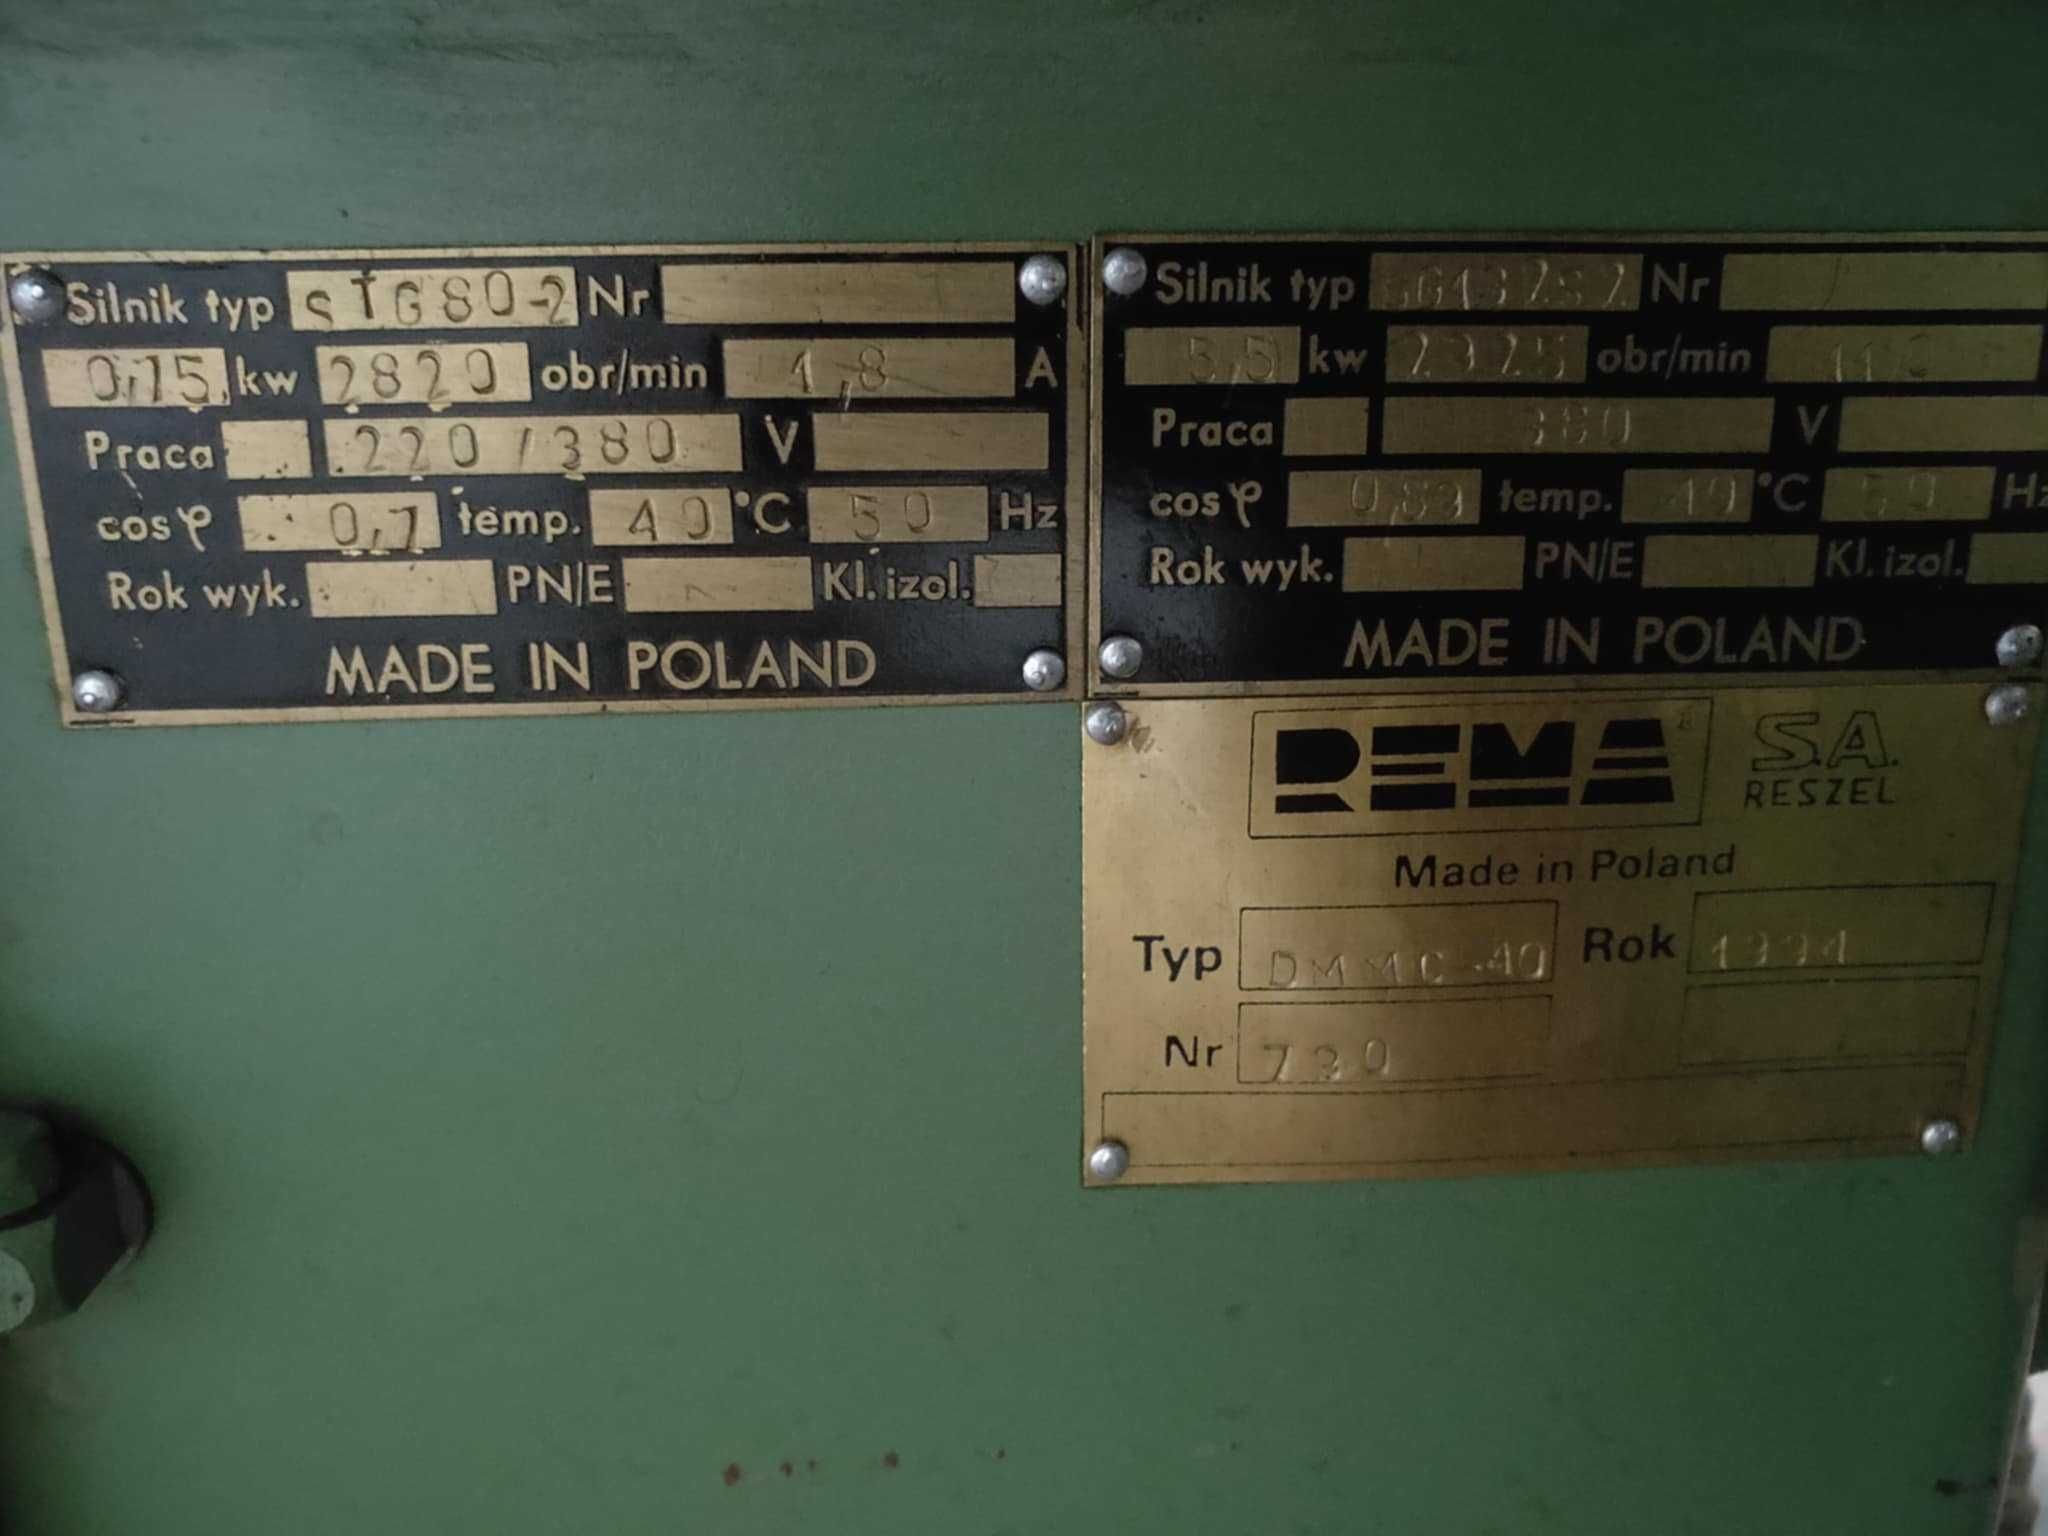 Silnik typ STG80-2 Nr
0,75 kw 2820 obr/min 1,8 A
Praca 220/380 V
cos φ 0,7 temp. 40 °C 50 Hz
Rok wyk. PN/E Kl. izol.
MADE IN POLAND
Silnik typ Nr
5,5 kw 2925 obr/min
Praca 380 V
cos φ temp. 40 °C 50 Hz
Rok wyk. PN/E Kl. izol.
MADE IN POLAND
REMA ® S.A.
RESZEL
Made in Poland
Typ DMMC-40 Rok
Nr